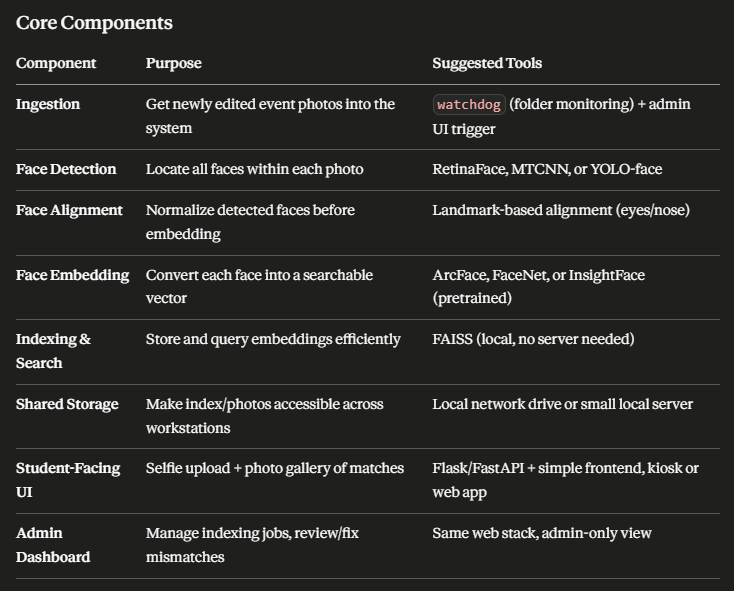 Core Components
Component Purpose Suggested Tools
Ingestion Get newly edited event photos into the watchdog (folder monitoring) + admin
system UI trigger
Face Detection Locate all faces within each photo RetinaFace, MTCNN, or YOLO-face
Face Alignment Normalize detected faces before Landmark-based alignment (eyes/nose)
embedding
Face Embedding Convert each face into a searchable ArcFace, FaceNet, or InsightFace
vector (pretrained)
Indexing & Store and query embeddings efficiently FAISS (local, no server needed)
Search
Shared Storage Make index/photos accessible across Local network drive or small local server
workstations
Student-Facing Selfie upload + photo gallery of matches Flask/FastAPI + simple frontend, kiosk or
UI web app
Admin Manage indexing jobs, review/fix Same web stack, admin-only view
Dashboard mismatches